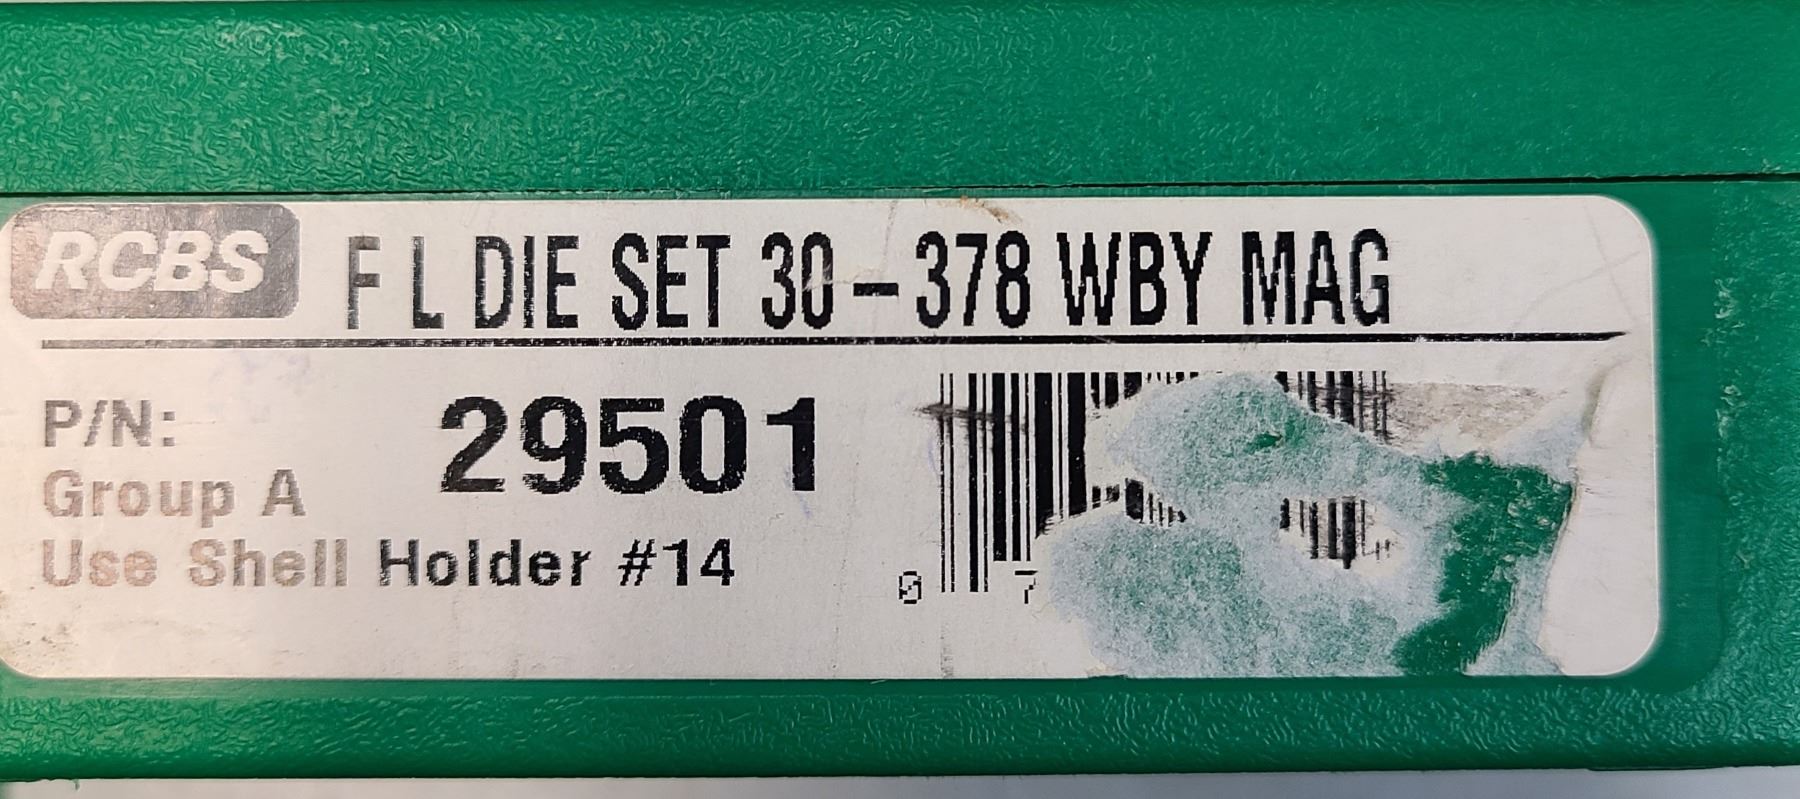 RCBS F L DIE SET 30-378 WBY MAG
P/N: 29501
Group A
Use Shell Holder #14
0 7